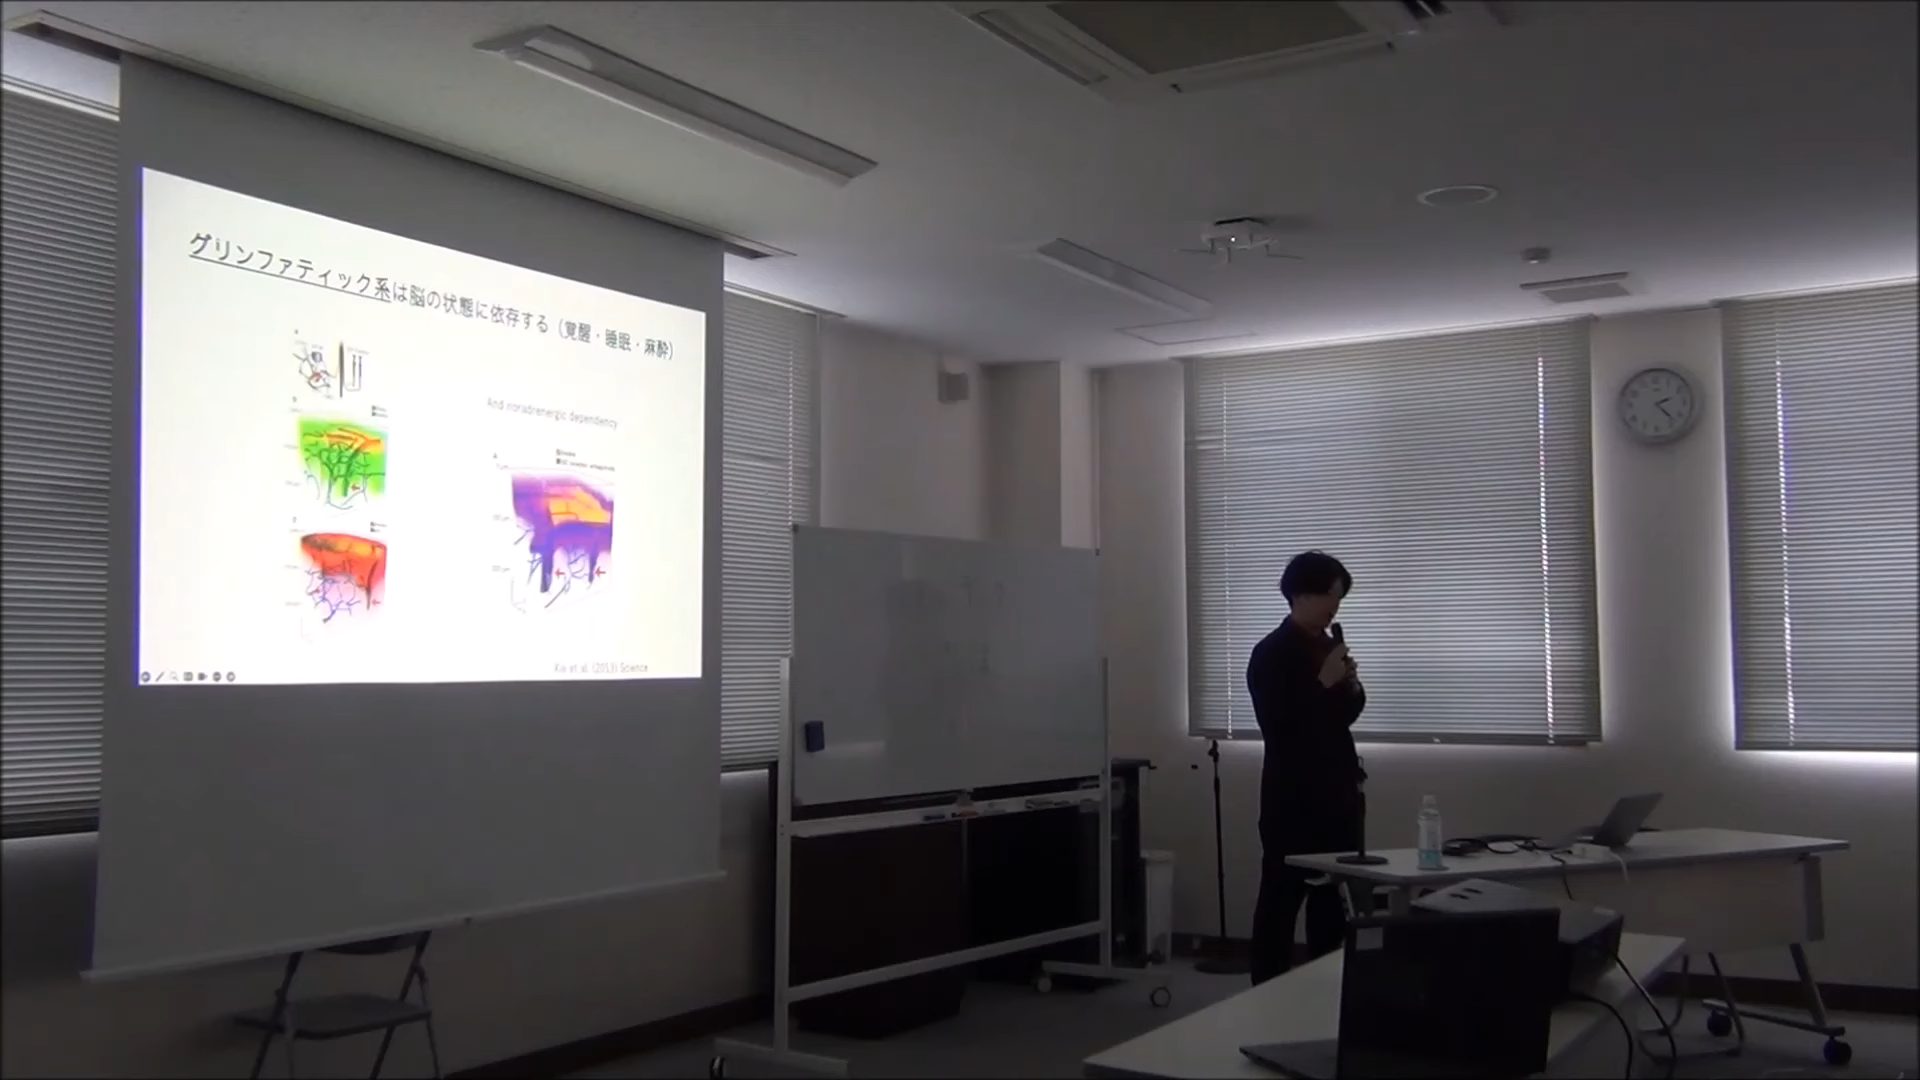 グリンファティック系は脳の状態に依存する（覚醒・睡眠・麻酔）
And noradrenergic dependency
Xie et al. (2013) Science